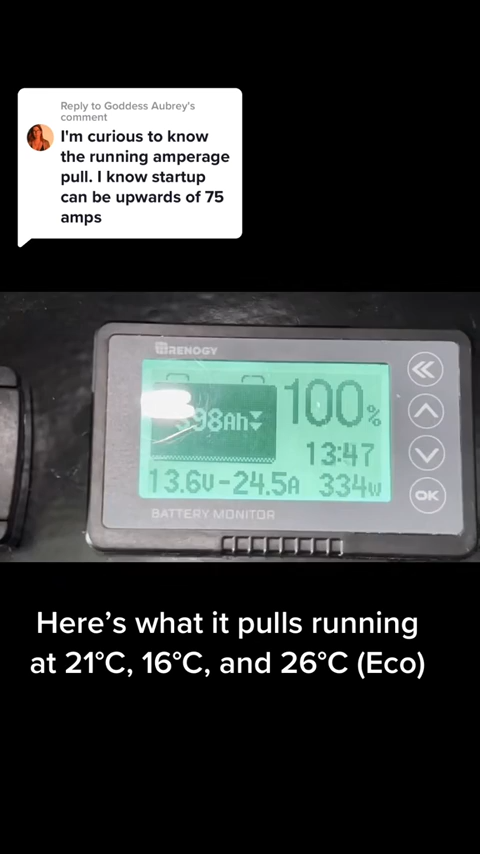 Reply to Goddess Aubrey's
comment
I'm curious to know
the running amperage
pull. I know startup
can be upwards of 75
amps
RENOGY
98Ah
100%
13:47
13.6V -24.5A 334W
OK
BATTERY MONITOR
Here's what it pulls running
at 21°C, 16°C, and 26°C (Eco)